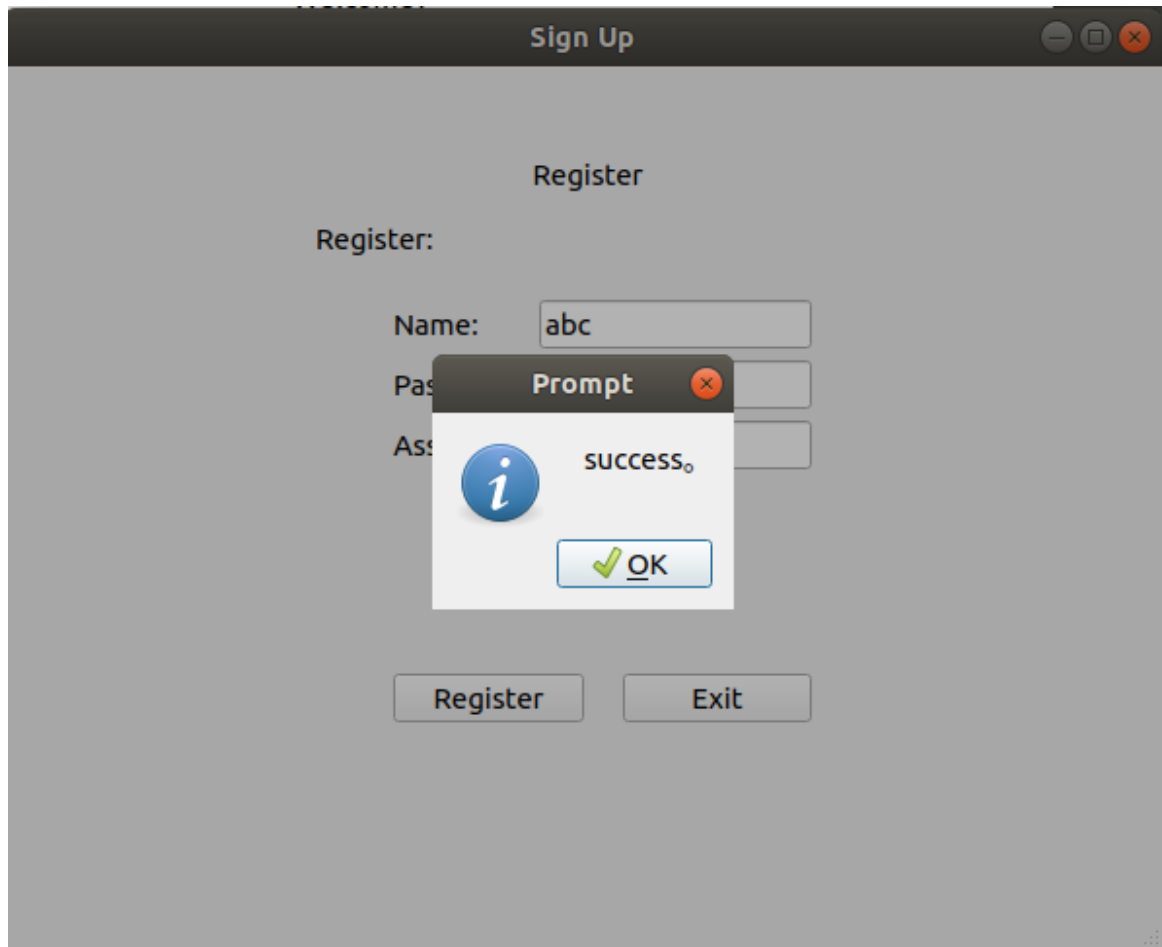 Sign Up
Register
Register:
Name: abc
Prompt
success。
OK
Register Exit